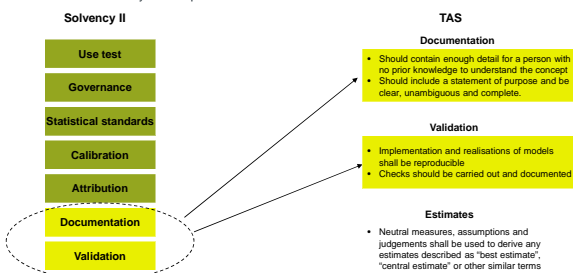 Solvency II
Use test
Governance
Statistical standards
Calibration
Attribution
Documentation
Validation
TAS
Documentation
• Should contain enough detail for a person with
no prior knowledge to understand the concept
• Should include a statement of purpose and be
clear, unambiguous and complete.
Validation
• Implementation and realisations of models
shall be reproducible
• Checks should be carried out and documented
Estimates
• Neutral measures, assumptions and
judgements shall be used to derive any
estimates described as "best estimate",
"central estimate" or other similar terms